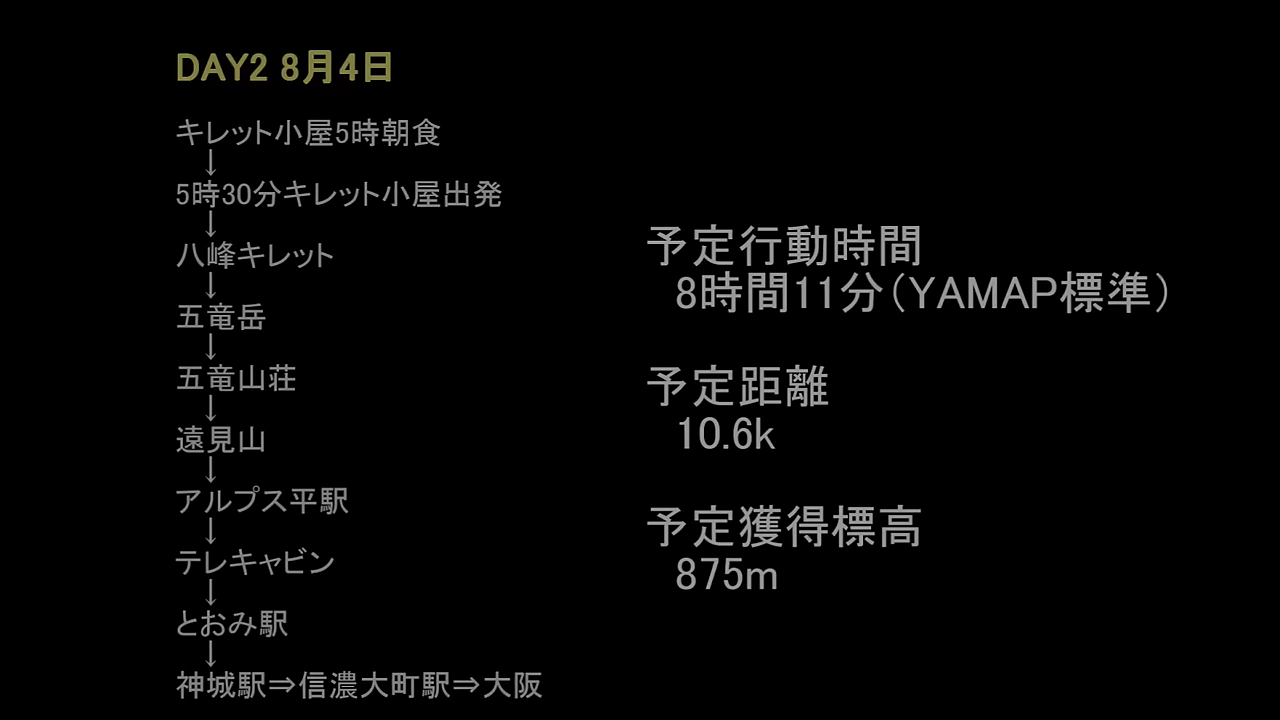 DAY2 8月4日
キレット小屋5時朝食
↓
5時30分キレット小屋出発
↓
八峰キレット
↓
五竜岳
↓
五竜山荘
↓
遠見山
↓
アルプス平駅
↓
テレキャビン
↓
とおみ駅
↓
神城駅⇒信濃大町駅⇒大阪
予定行動時間
8時間11分（YAMAP標準）
予定距離
10.6k
予定獲得標高
875m